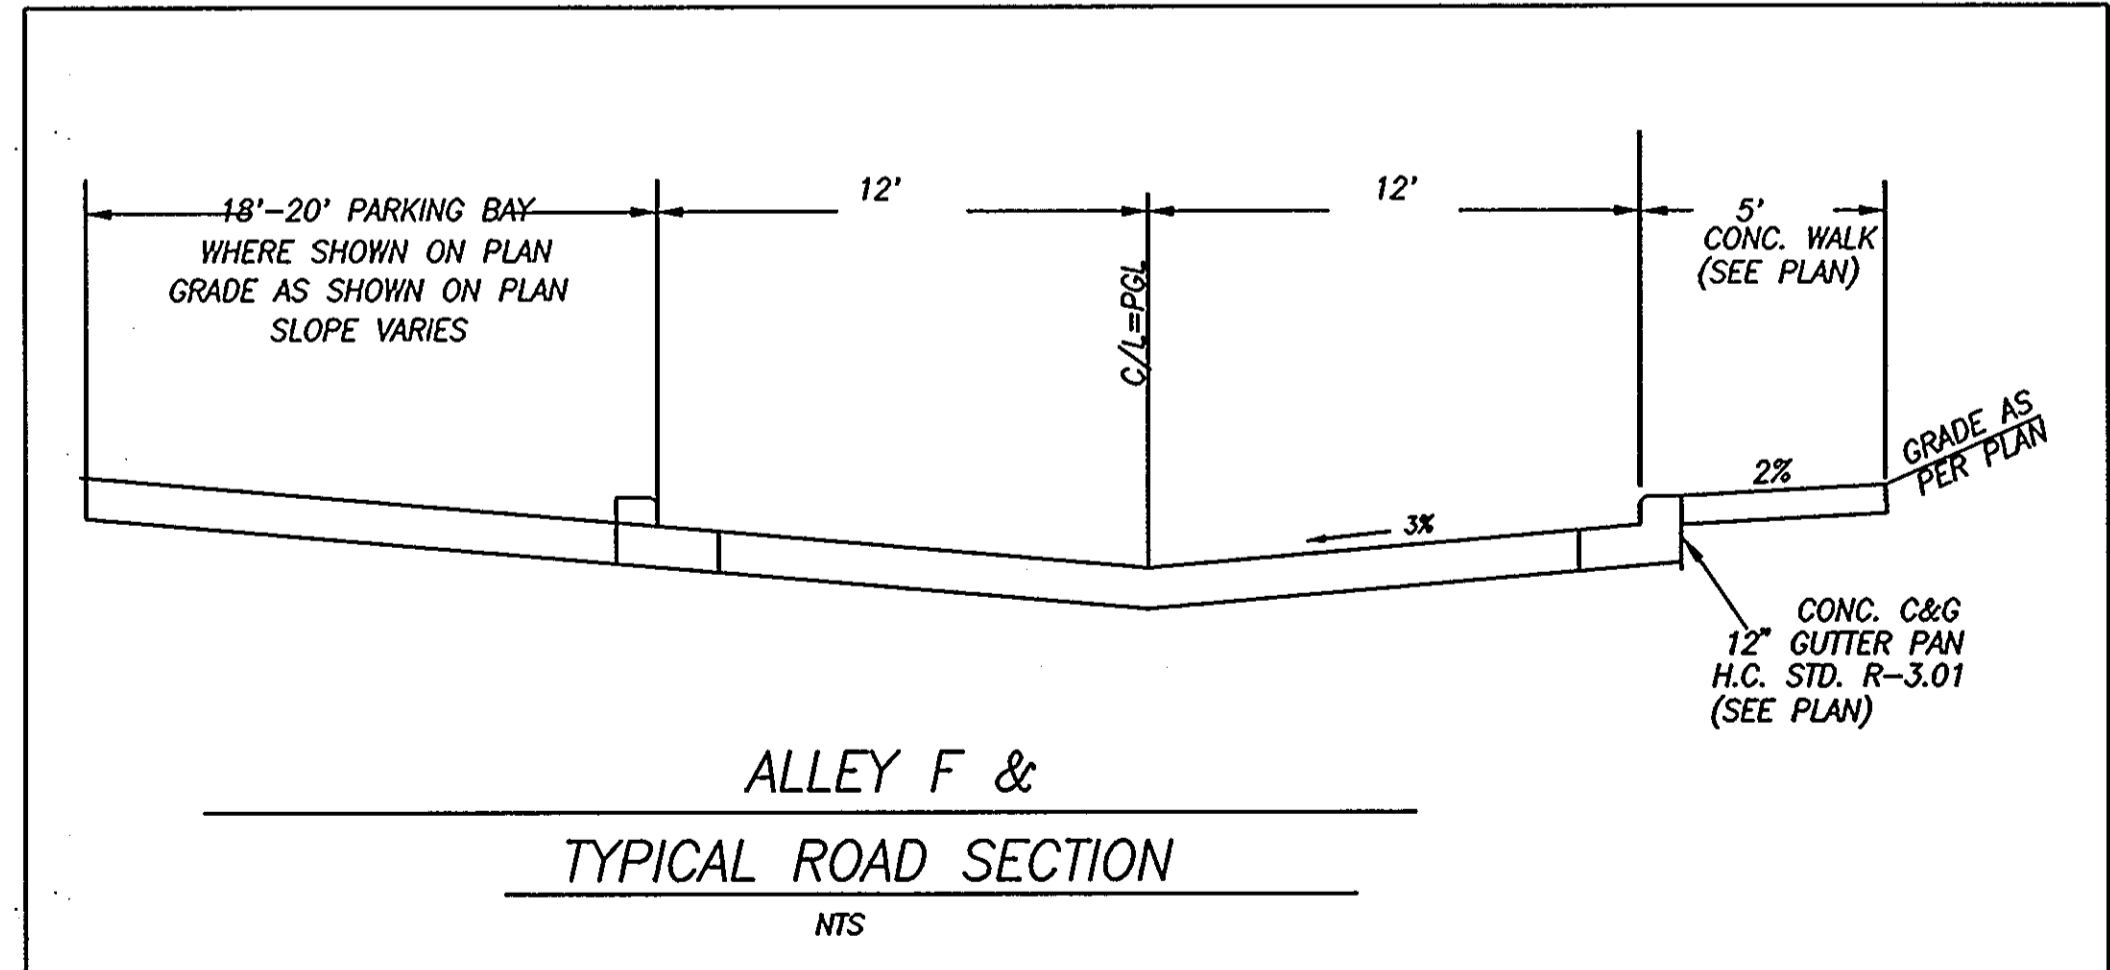 18'-20' PARKING BAY
WHERE SHOWN ON PLAN
GRADE AS SHOWN ON PLAN
SLOPE VARIES
12'
C/L=PGL
12'
5'
CONC. WALK
(SEE PLAN)
3%
2%
GRADE AS
PER PLAN
CONC. C&G
12" GUTTER PAN
H.C. STD. R-3.01
(SEE PLAN)
ALLEY F &
TYPICAL ROAD SECTION
NTS